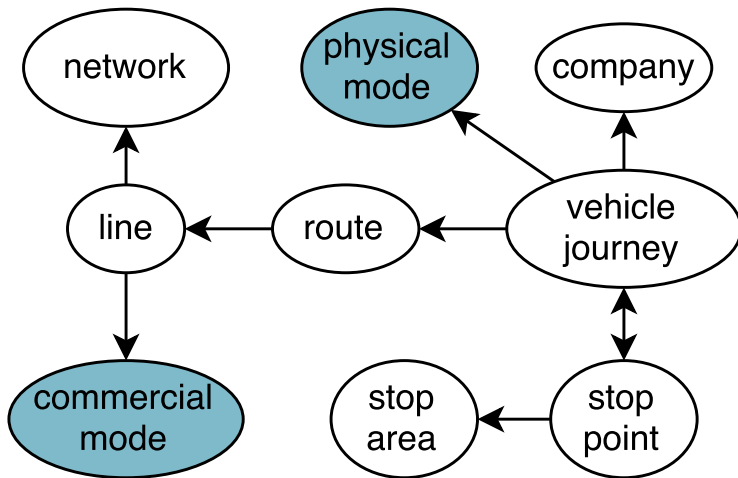 network
physical
mode
company
line
route
vehicle
journey
commercial
mode
stop
area
stop
point